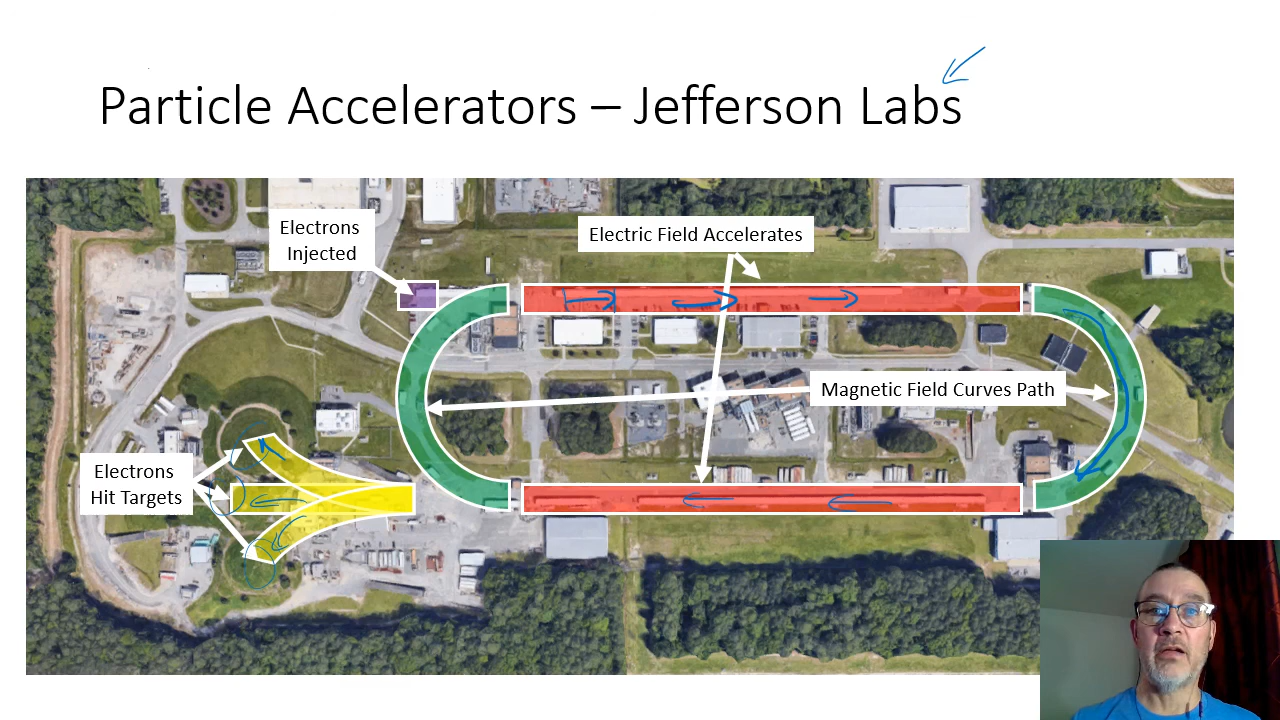 Particle Accelerators – Jefferson Labs
Electrons
Injected
Electric Field Accelerates
Magnetic Field Curves Path
Electrons
Hit Targets